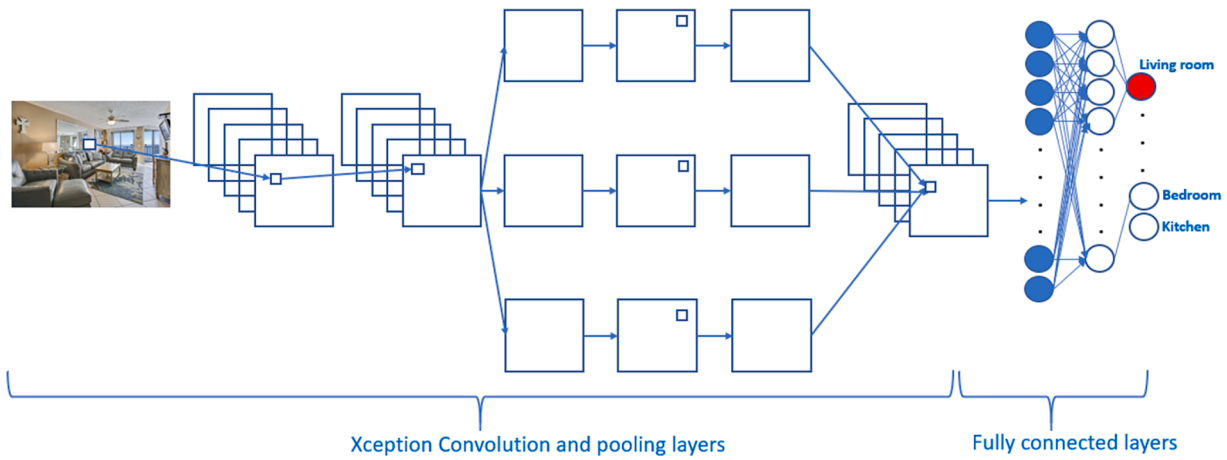 Living room
Bedroom
Kitchen
Xception Convolution and pooling layers
Fully connected layers